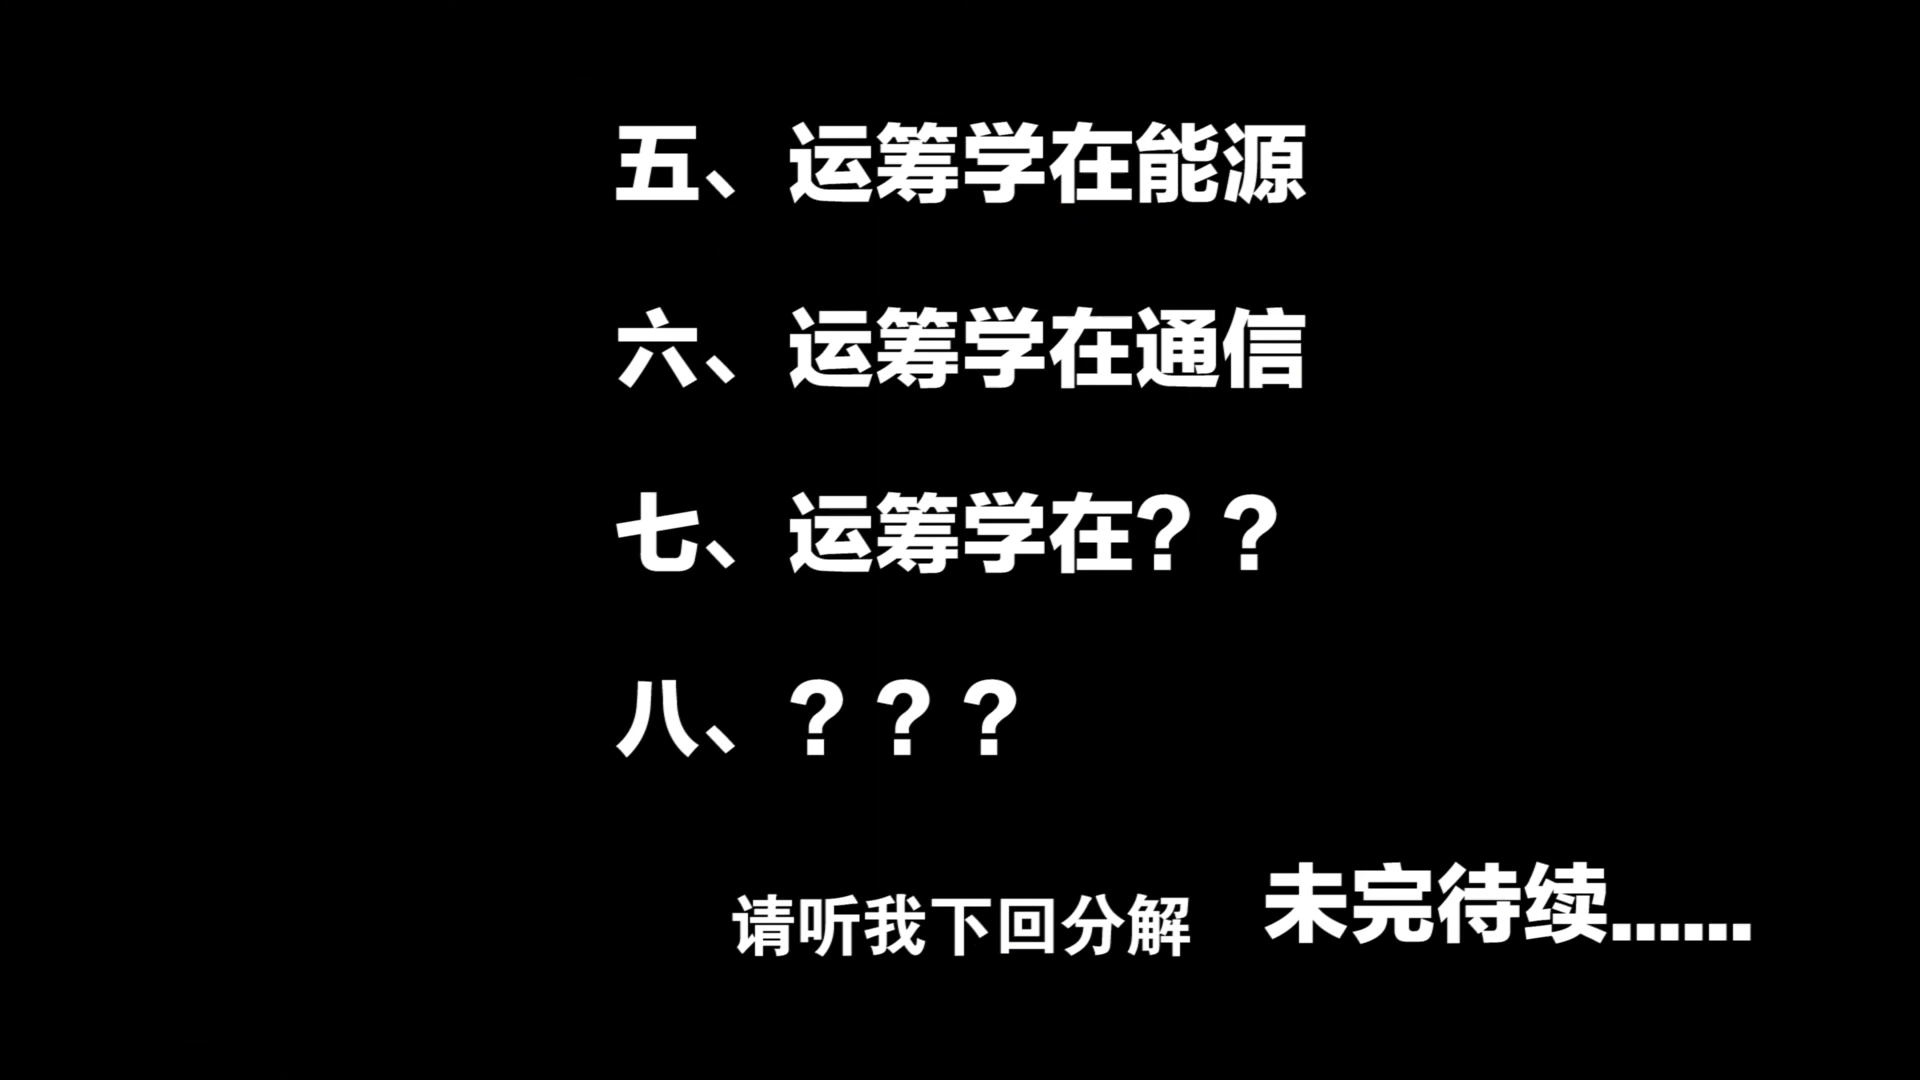 五、运筹学在能源
六、运筹学在通信
七、运筹学在？？
八、？？？
请听我下回分解
未完待续......